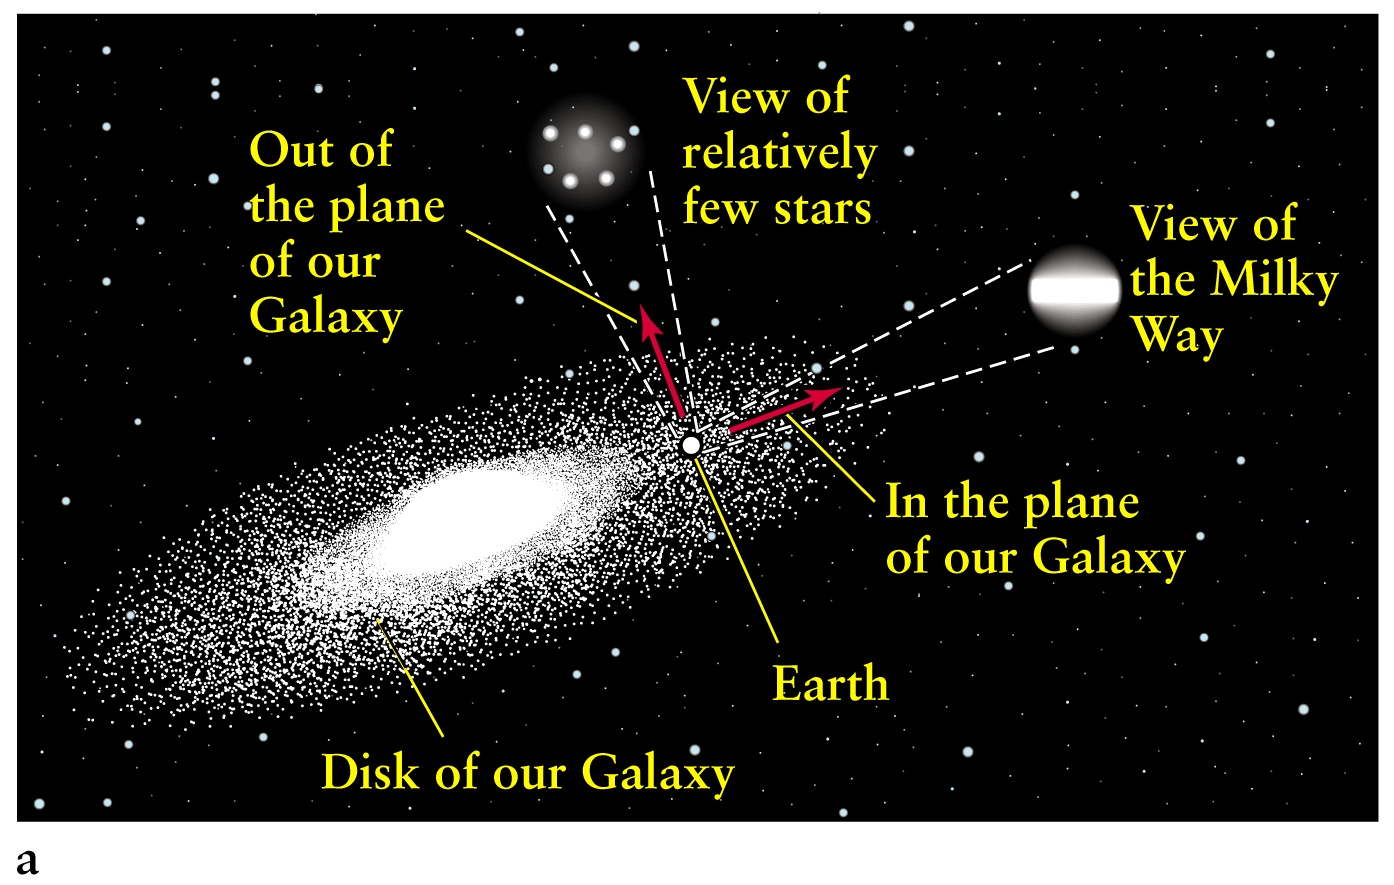 Out of
the plane
of our
Galaxy
View of
relatively
few stars
View of
the Milky
Way
In the plane
of our Galaxy
Earth
Disk of our Galaxy
a